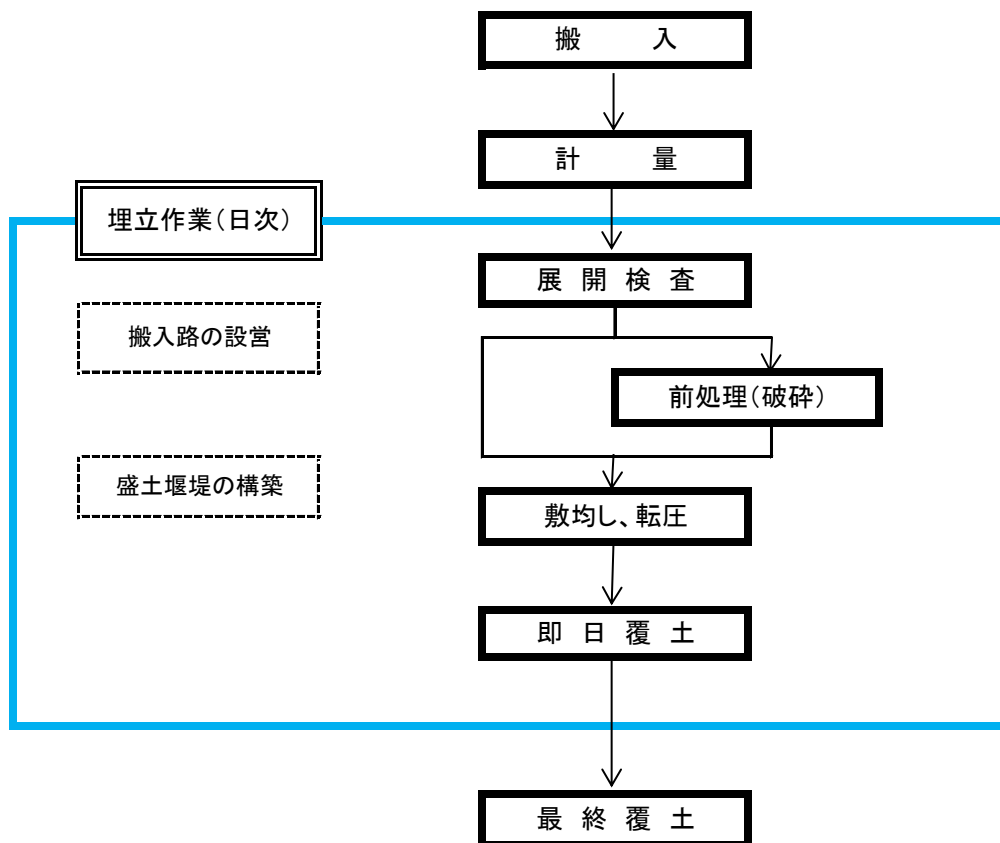 搬入
計量
埋立作業（日次）
展開検査
搬入路の設営
前処理（破砕）
盛土堰堤の構築
敷均し、転圧
即日覆土
最終覆土